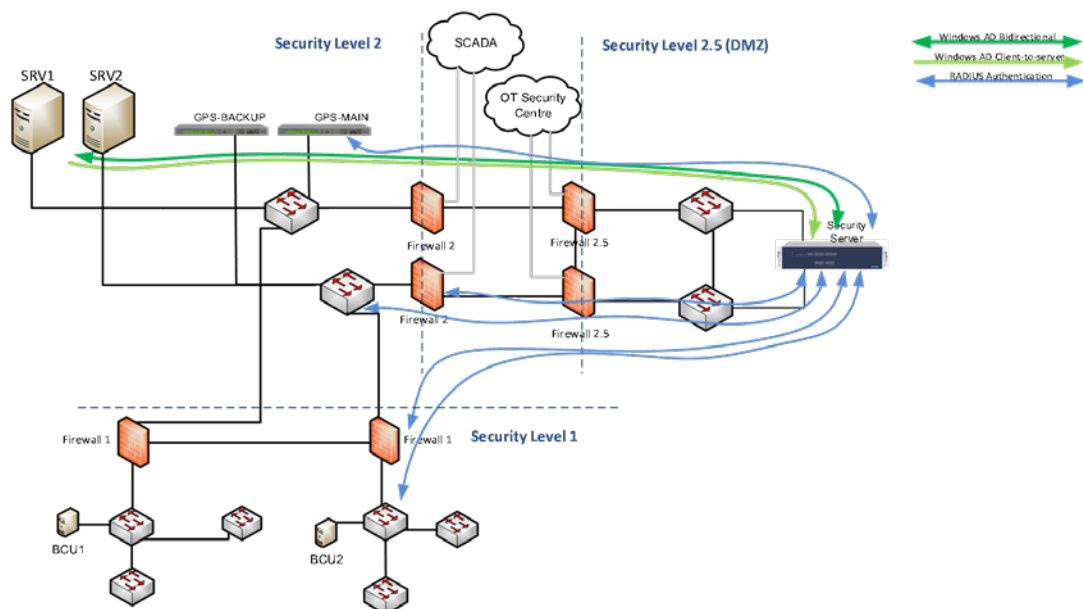 Security Level 2
SCADA
Security Level 2.5 (DMZ)
Windows AD Bidirectional
Windows AD Client-to-server
RADIUS Authentication
SRV1
SRV2
OT Security
Centre
GPS-BACKUP
GPS-MAIN
Security
Server
Firewall 2
Firewall 2.5
Firewall 2
Firewall 2.5
Firewall 1
Firewall 1
Security Level 1
BCU1
BCU2